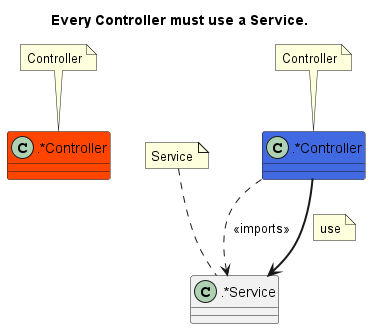 Every Controller must use a Service.
Controller
Controller
C .*Controller
Service
C .*Controller
«imports»
use
C .*Service